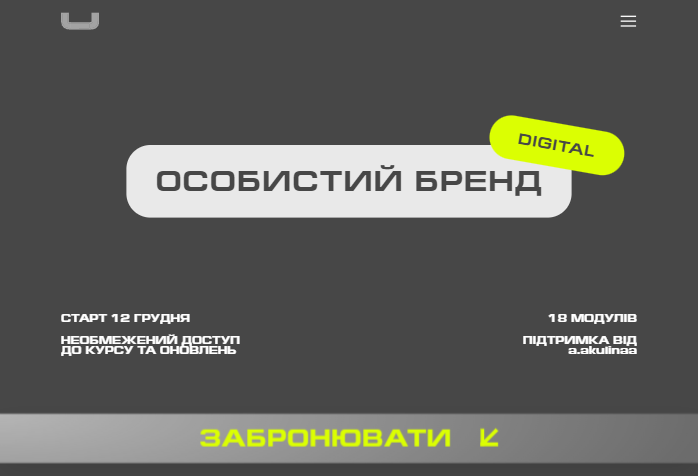 DIGITAL
ОСОБИСТИЙ БРЕНД
СТАРТ 12 ГРУДНЯ
18 МОДУЛІВ
НЕОБМЕЖЕНИЙ ДОСТУП
ДО КУРСУ ТА ОНОВЛЕНЬ
ПІДТРИМКА ВІД
a.akulinaa
ЗАБРОНЮВАТИ